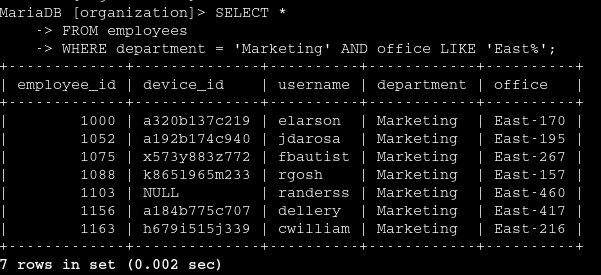 MariaDB [organization]> SELECT *
    -> FROM employees
    -> WHERE department = 'Marketing' AND office LIKE 'East%';
+-------------+--------------+----------+------------+----------+
| employee_id | device_id    | username | department | office   |
+-------------+--------------+----------+------------+----------+
|        1000 | a320b137c219 | elarson  | Marketing  | East-170 |
|        1052 | a192b174c940 | jdarosa  | Marketing  | East-195 |
|        1075 | x573y883z772 | fbautist | Marketing  | East-267 |
|        1088 | k8651965m233 | rgosh    | Marketing  | East-157 |
|        1103 | NULL         | randerss | Marketing  | East-460 |
|        1156 | a184b775c707 | dellery  | Marketing  | East-417 |
|        1163 | h679i515j339 | cwilliam | Marketing  | East-216 |
+-------------+--------------+----------+------------+----------+
7 rows in set (0.002 sec)